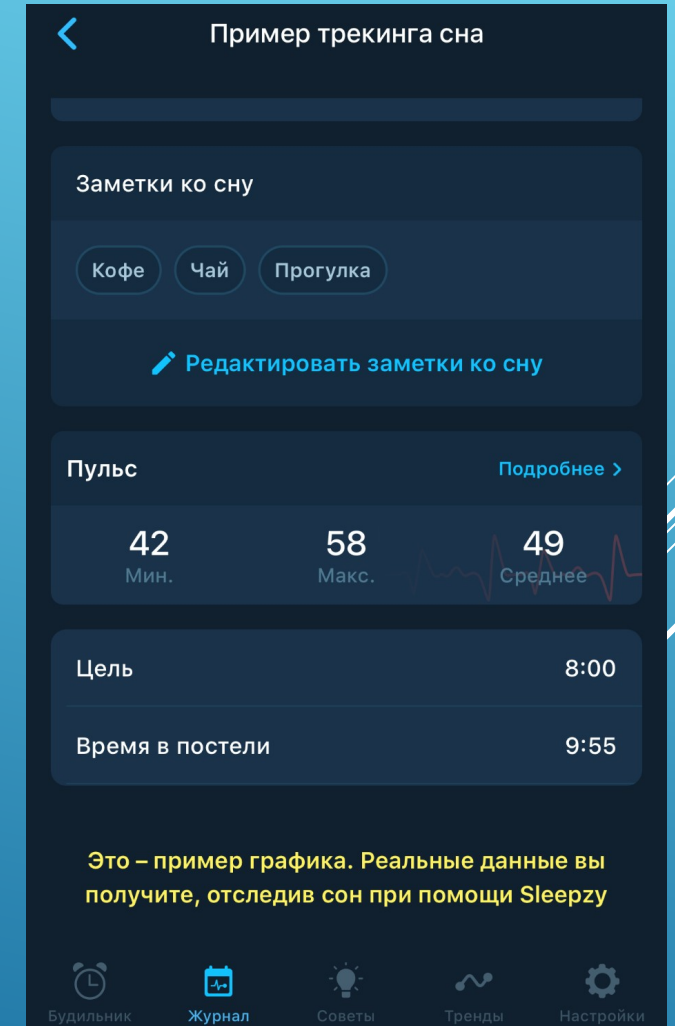 Пример трекинга сна
Заметки ко сну
Кофе Чай Прогулка
Редактировать заметки ко сну
Пульс Подробнее >
42 58 49
Мин. Макс. Среднее
Цель 8:00
Время в постели 9:55
Это – пример графика. Реальные данные вы
получите, отследив сон при помощи Sleepzy
Будильник Журнал Советы Тренды Настройки